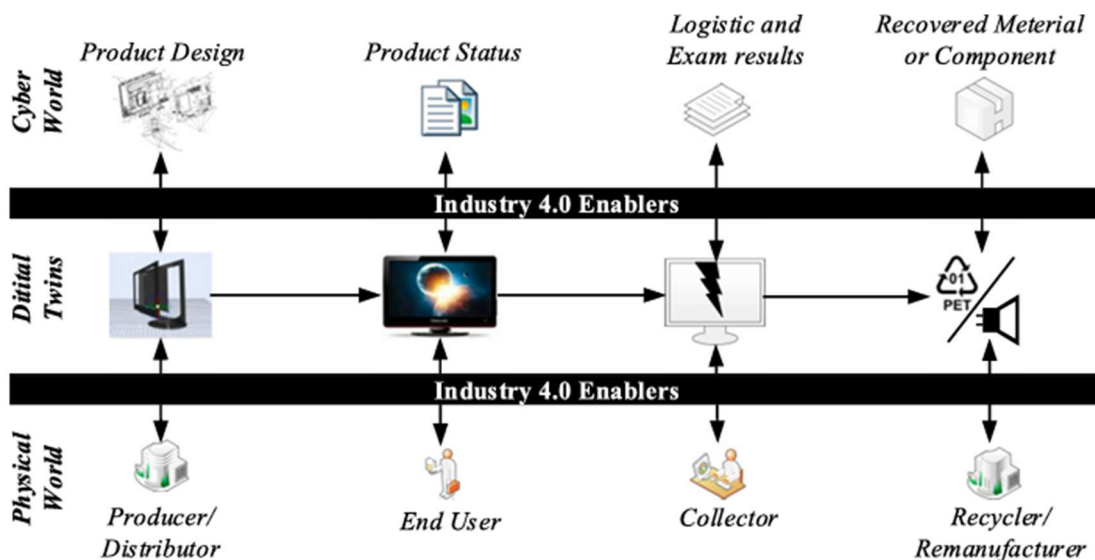 Cyber
World
Product Design
Product Status
Logistic and
Exam results
Recovered Meterial
or Component
Industry 4.0 Enablers
Ditital
Twins
01
PET
Industry 4.0 Enablers
Physical
World
Producer/
Distributor
End User
Collector
Recycler/
Remanufacturer